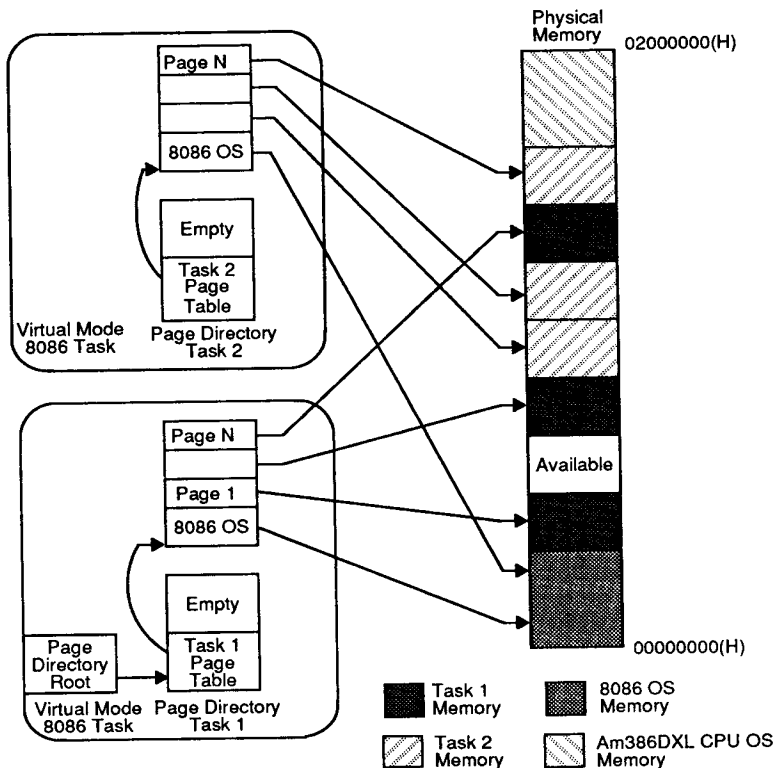 Physical
Memory
02000000(H)
Page N
8086 OS
Empty
Task 2
Page
Table
Virtual Mode
8086 Task
Page Directory
Task 2
Page N
Page 1
8086 OS
Empty
Task 1
Page
Table
Page
Directory
Root
Virtual Mode
8086 Task
Page Directory
Task 1
Available
00000000(H)
Task 1
Memory
8086 OS
Memory
Task 2
Memory
Am386DXL CPU OS
Memory